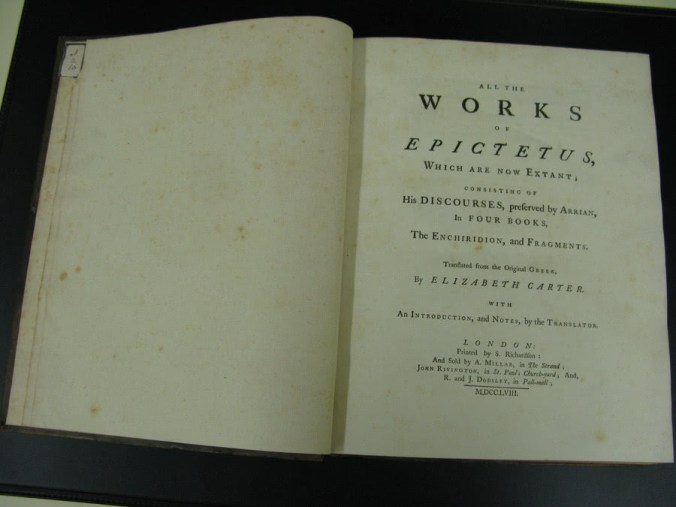 ALL THE
WORKS
OF
EPICTETUS,
WHICH ARE NOW EXTANT;
CONSISTING OF
His DISCOURSES, preserved by ARRIAN,
In FOUR BOOKS,
The ENCHIRIDION, and FRAGMENTS.
Translated from the Original GREEK,
By ELIZABETH CARTER.
WITH
An INTRODUCTION, and NOTES, by the TRANSLATOR.
LONDON:
Printed by S. Richardson:
And Sold by A. MILLAR, in The Strand;
JOHN RIVINGTON, in St. Paul's Church-yard; And,
R. and J. DODSLEY, in Pall-mall;
M.DCC.LVIII.